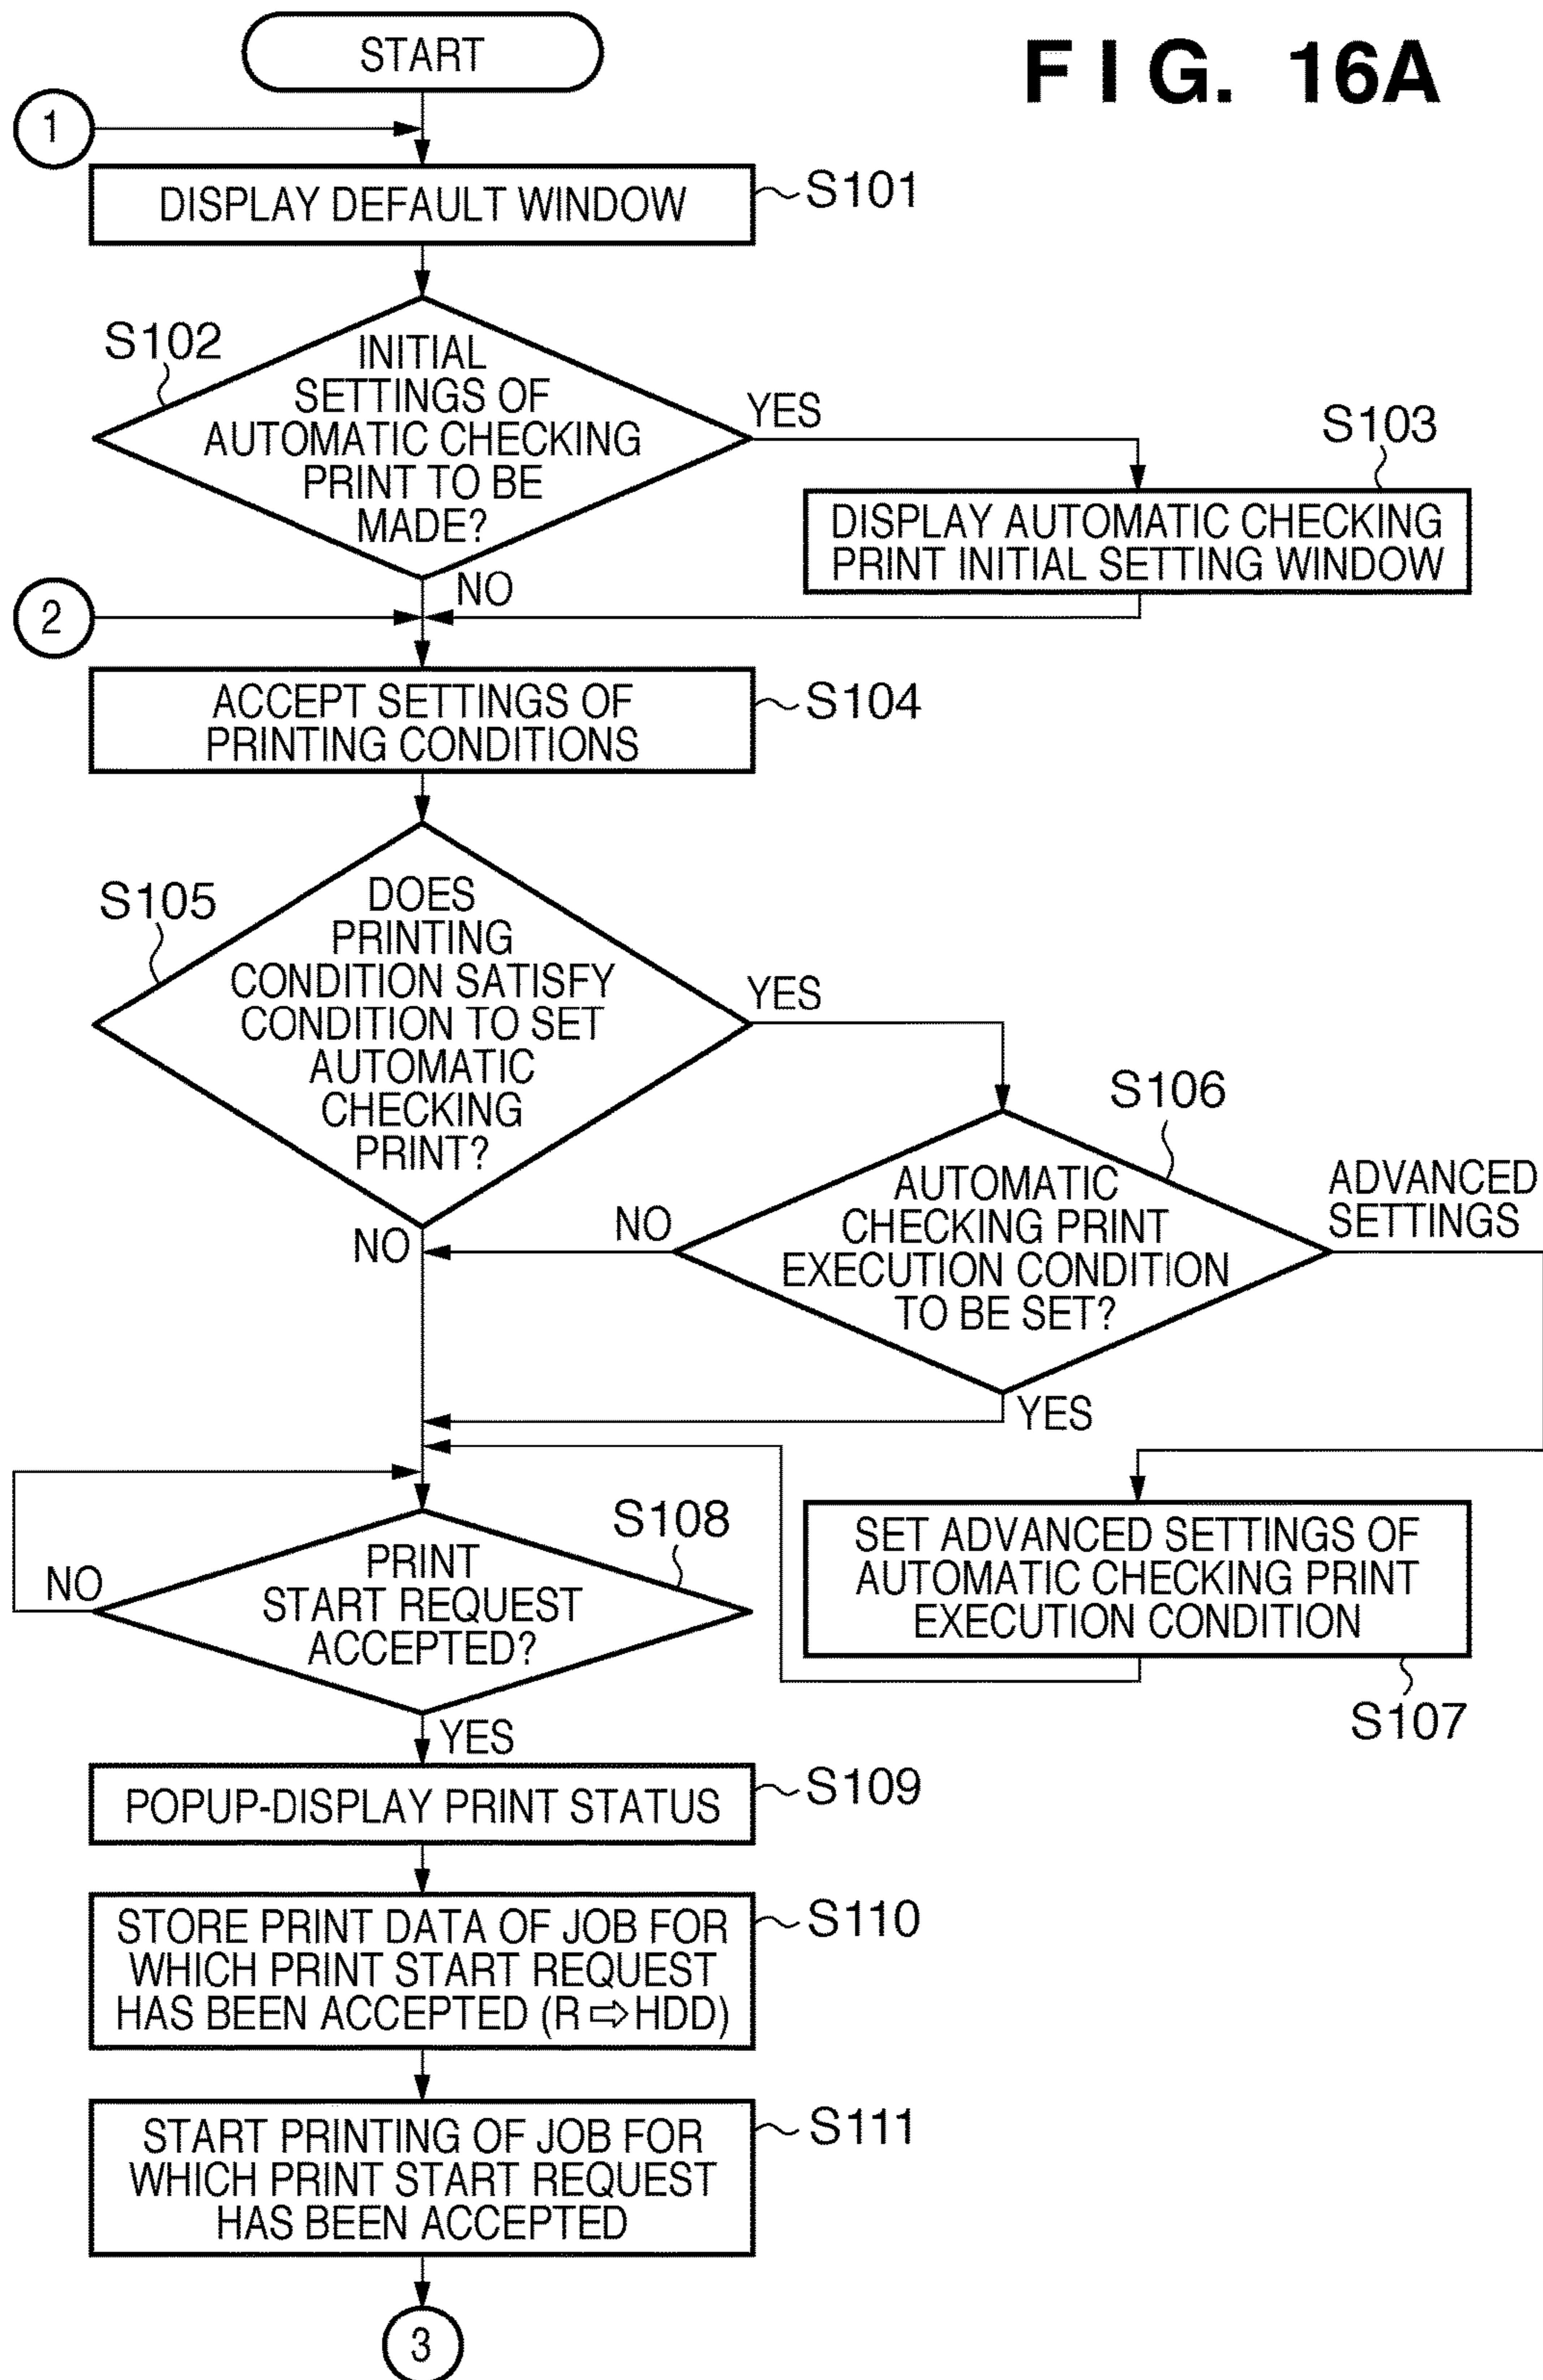 FIG. 16A
START
1
DISPLAY DEFAULT WINDOW
S101
S102
INITIAL
SETTINGS OF
AUTOMATIC CHECKING
PRINT TO BE
MADE?
YES
S103
DISPLAY AUTOMATIC CHECKING
PRINT INITIAL SETTING WINDOW
NO
2
ACCEPT SETTINGS OF
PRINTING CONDITIONS
S104
S105
DOES
PRINTING
CONDITION SATISFY
CONDITION TO SET
AUTOMATIC
CHECKING
PRINT?
YES
NO
S106
AUTOMATIC
CHECKING PRINT
EXECUTION CONDITION
TO BE SET?
NO
ADVANCED
SETTINGS
YES
SET ADVANCED SETTINGS OF
AUTOMATIC CHECKING PRINT
EXECUTION CONDITION
S107
S108
PRINT
START REQUEST
ACCEPTED?
NO
YES
POPUP-DISPLAY PRINT STATUS
S109
STORE PRINT DATA OF JOB FOR
WHICH PRINT START REQUEST
HAS BEEN ACCEPTED (R ⇨ HDD)
S110
START PRINTING OF JOB FOR
WHICH PRINT START REQUEST
HAS BEEN ACCEPTED
S111
3